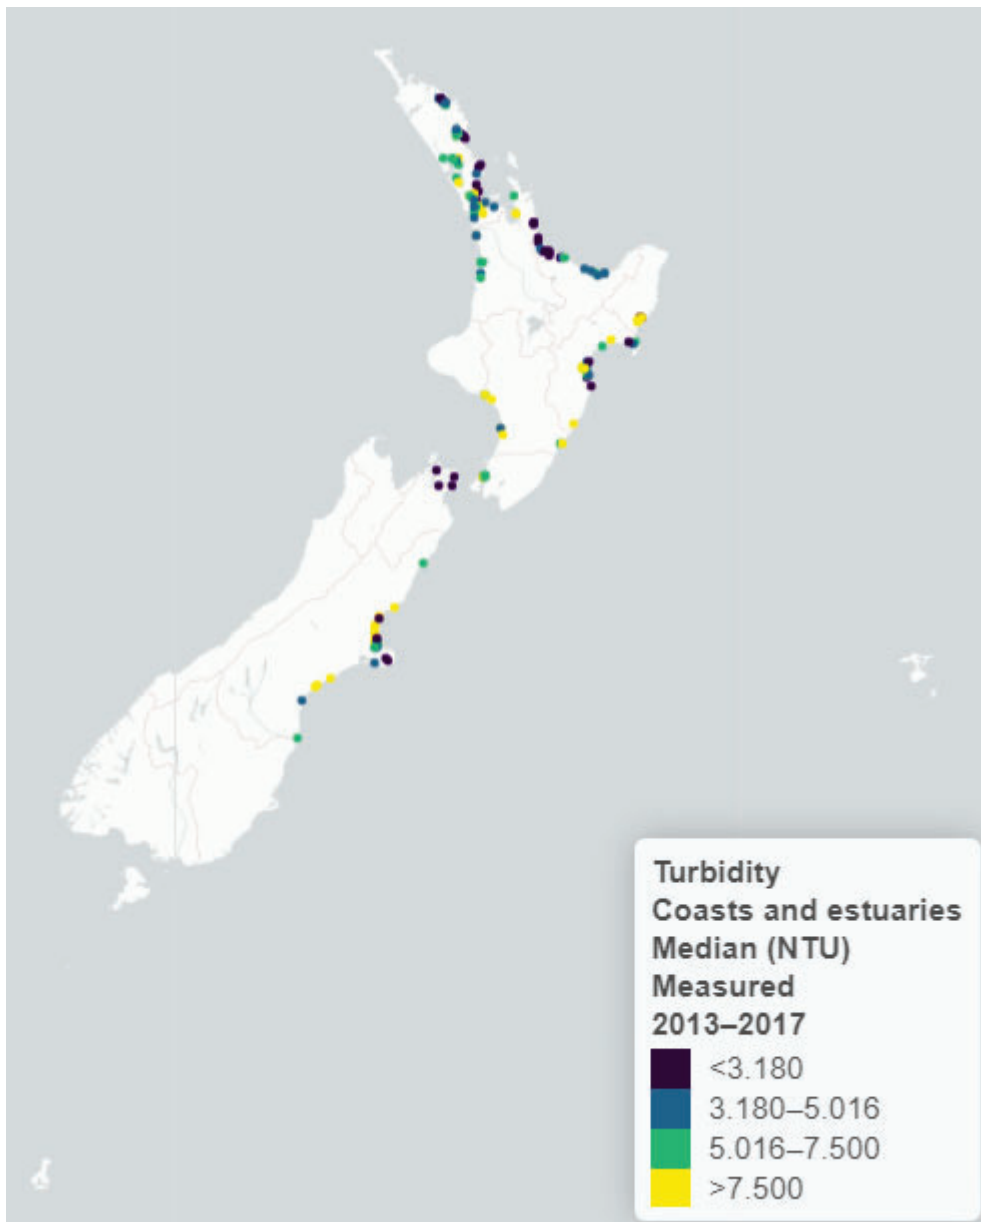 Turbidity
Coasts and estuaries
Median (NTU)
Measured
2013–2017
<3.180
3.180–5.016
5.016–7.500
>7.500